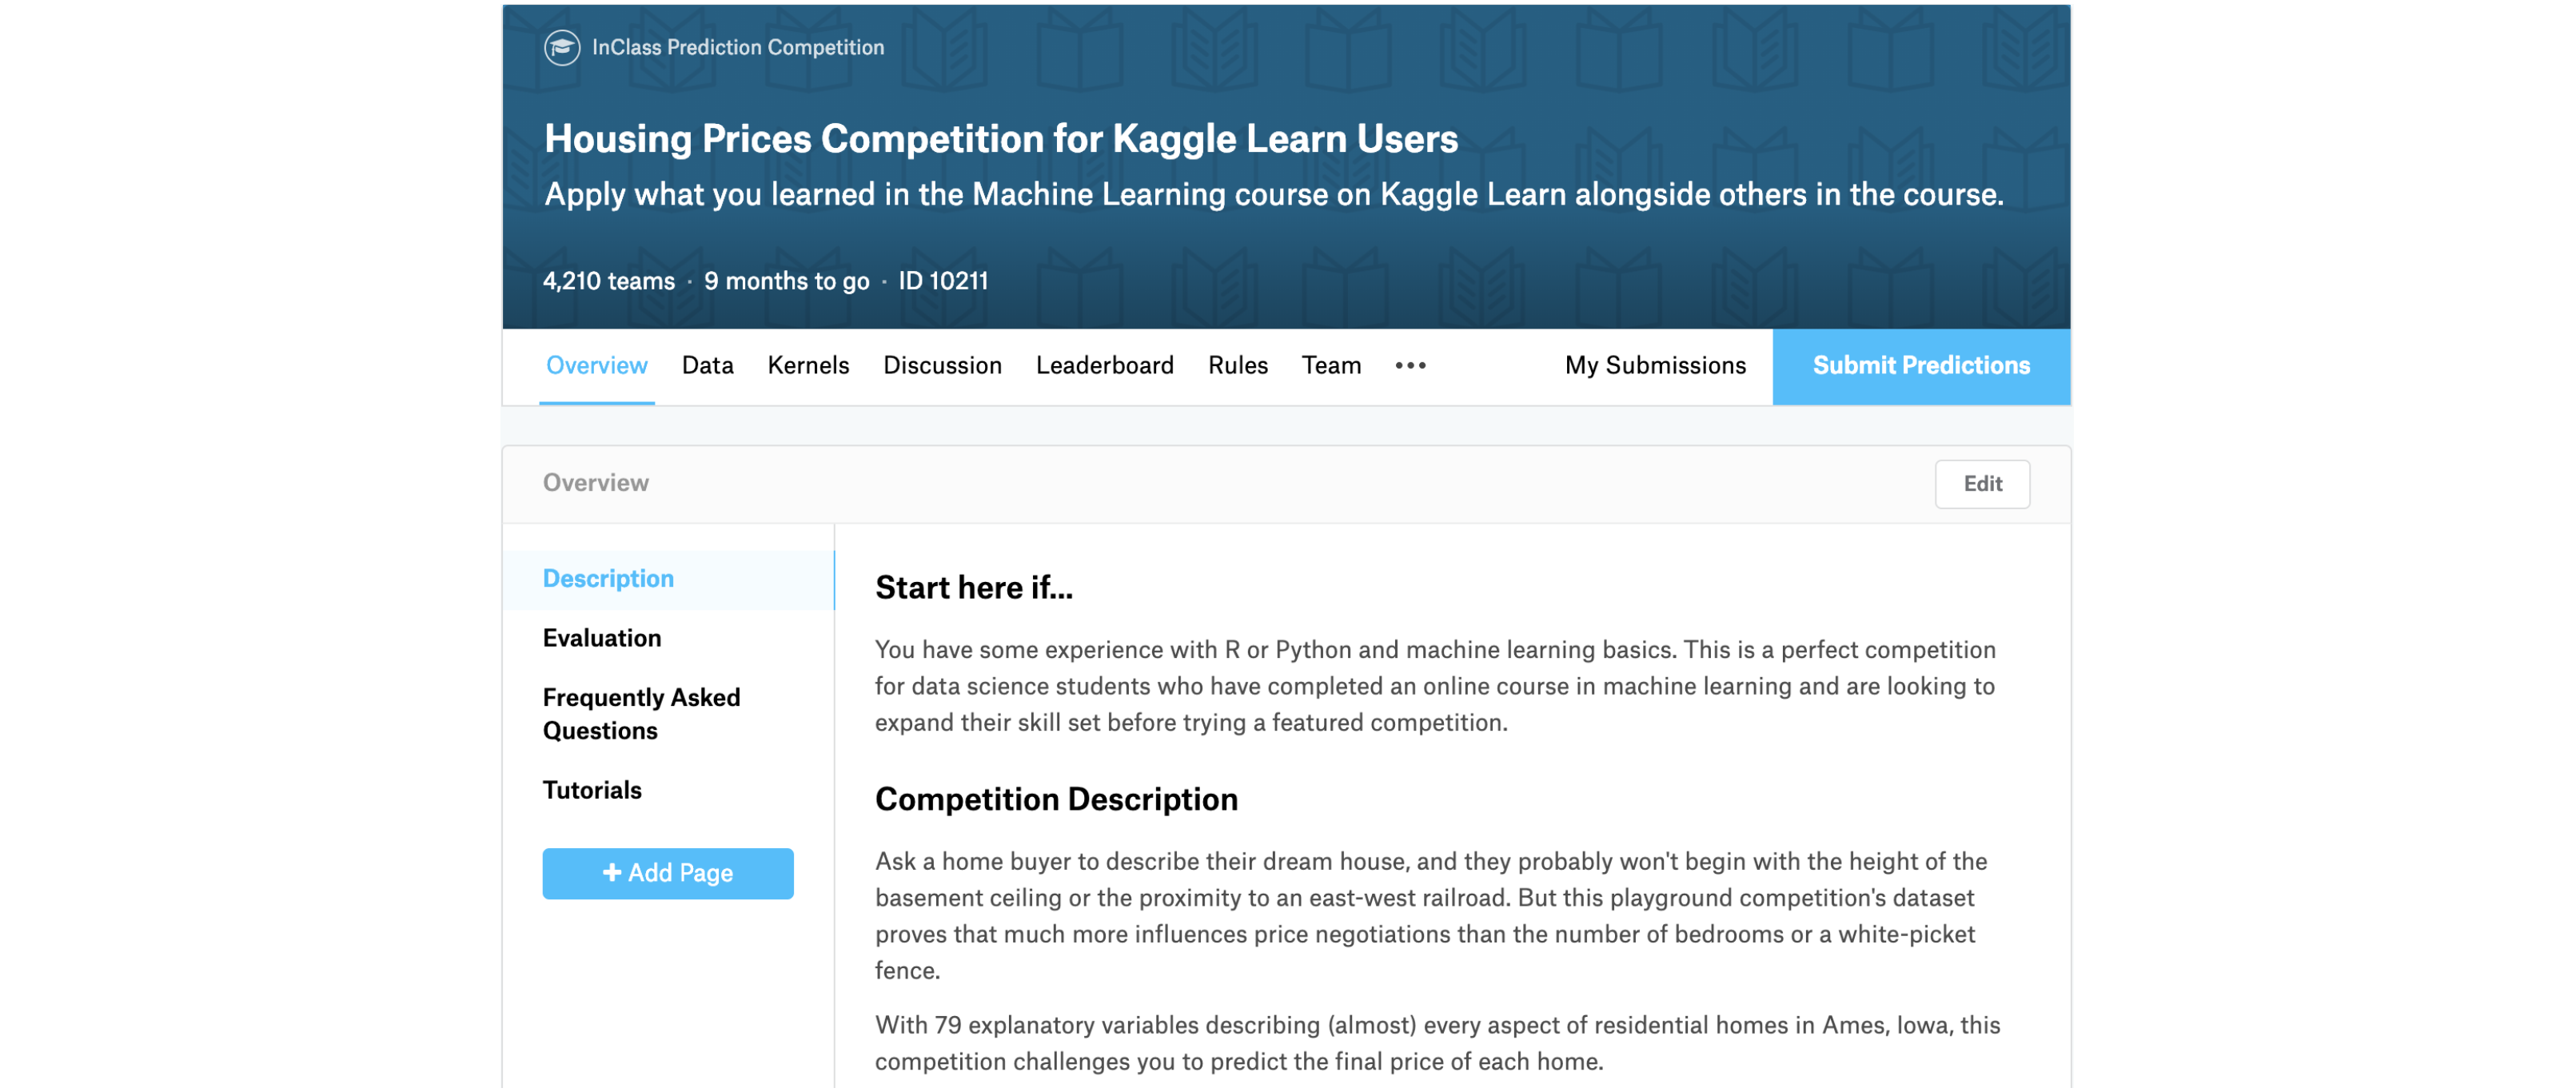 InClass Prediction Competition
Housing Prices Competition for Kaggle Learn Users
Apply what you learned in the Machine Learning course on Kaggle Learn alongside others in the course.
4,210 teams · 9 months to go · ID 10211
Overview Data Kernels Discussion Leaderboard Rules Team ••• My Submissions Submit Predictions
Overview Edit
Description
Evaluation
Frequently Asked
Questions
Tutorials
+ Add Page
Start here if...
You have some experience with R or Python and machine learning basics. This is a perfect competition
for data science students who have completed an online course in machine learning and are looking to
expand their skill set before trying a featured competition.
Competition Description
Ask a home buyer to describe their dream house, and they probably won't begin with the height of the
basement ceiling or the proximity to an east-west railroad. But this playground competition's dataset
proves that much more influences price negotiations than the number of bedrooms or a white-picket
fence.
With 79 explanatory variables describing (almost) every aspect of residential homes in Ames, Iowa, this
competition challenges you to predict the final price of each home.